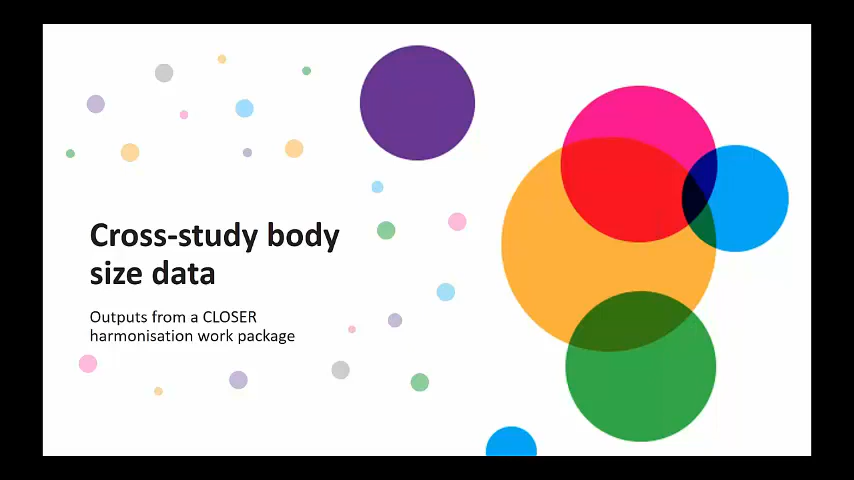 Cross-study body
size data
Outputs from a CLOSER
harmonisation work package